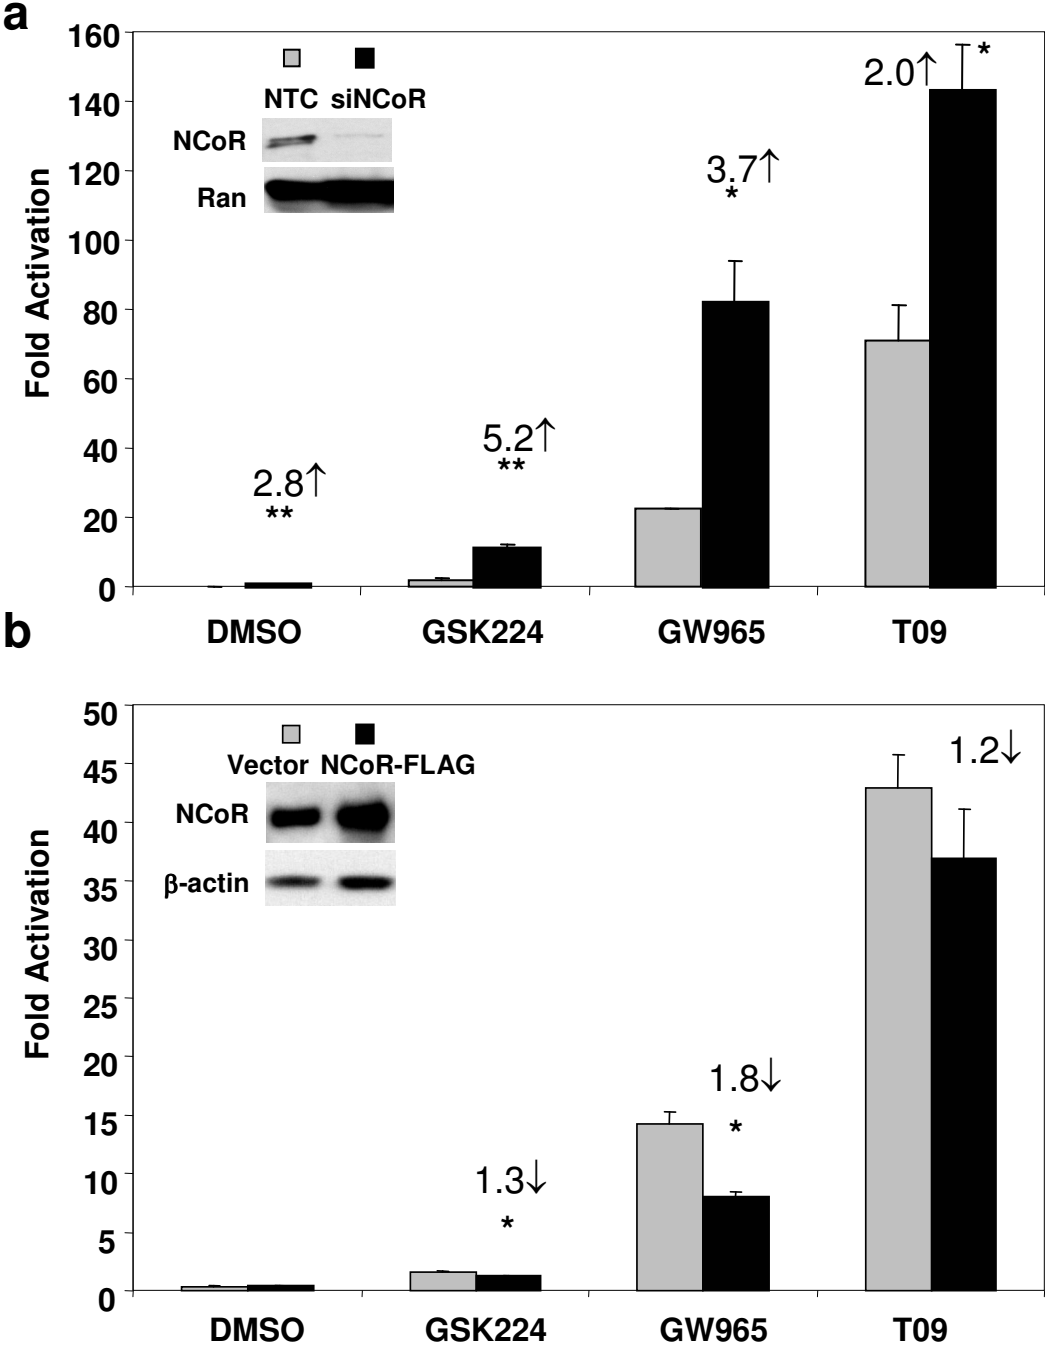 a
160
140
120
100
80
60
40
20
0
Fold Activation
NTC siNCoR
NCoR
Ran
2.8↑
**
5.2↑
**
3.7↑
*
2.0↑ *
DMSO GSK224 GW965 T09
b
50
45
40
35
30
25
20
15
10
5
0
Fold Activation
Vector NCoR-FLAG
NCoR
β-actin
1.3↓
*
1.8↓
*
1.2↓
DMSO GSK224 GW965 T09